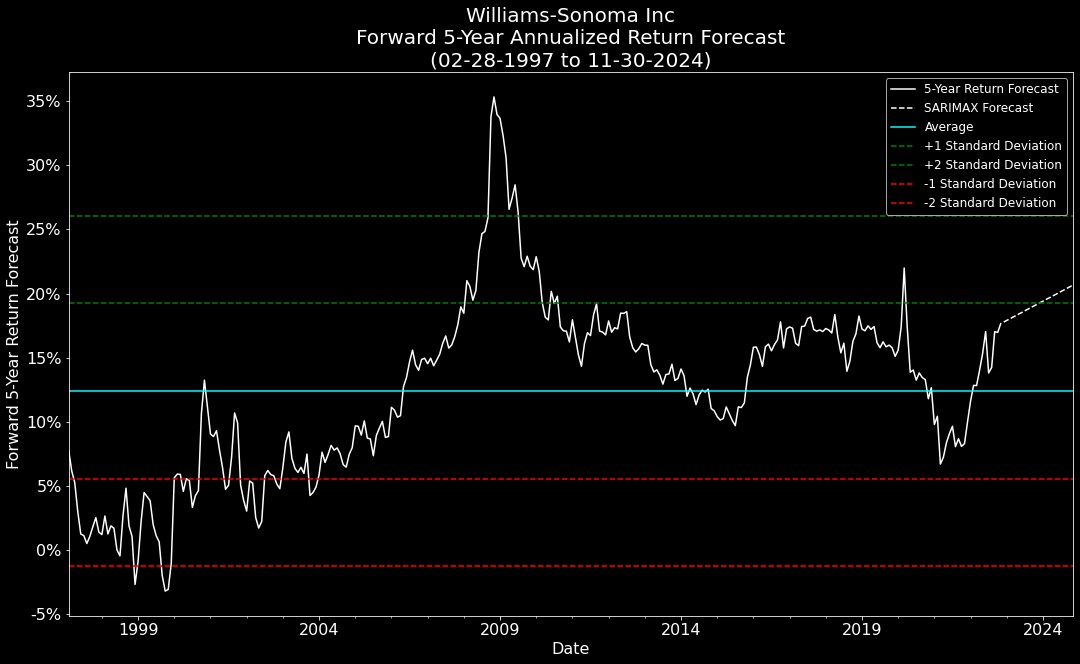 Williams-Sonoma Inc
Forward 5-Year Annualized Return Forecast
(02-28-1997 to 11-30-2024)
5-Year Return Forecast
SARIMAX Forecast
Average
+1 Standard Deviation
+2 Standard Deviation
-1 Standard Deviation
-2 Standard Deviation
Forward 5-Year Return Forecast
35%
30%
25%
20%
15%
10%
5%
0%
-5%
1999 2004 2009 2014 2019 2024
Date